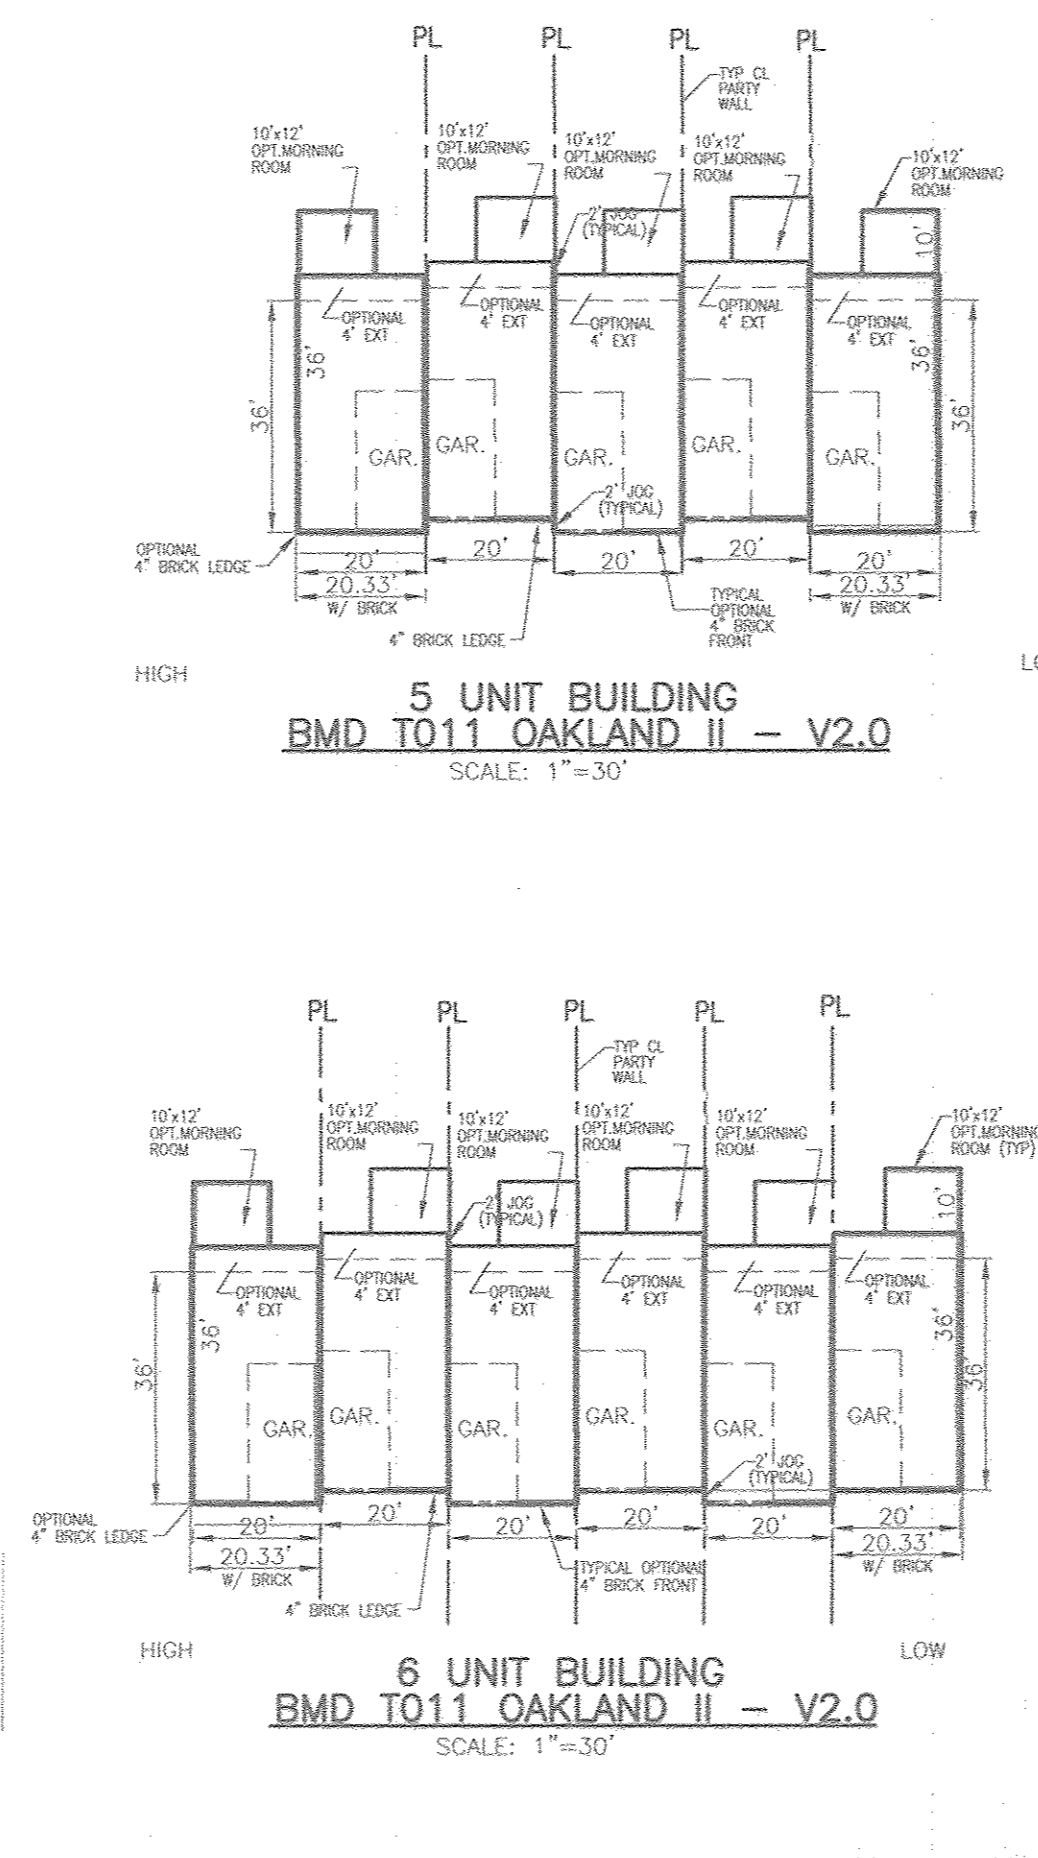 PL PL PL PL
TYP CL
PARTY
WALL
10'x12'
OPT.MORNING
ROOM
10'x12'
OPT.MORNING
ROOM
10'x12'
OPT.MORNING
ROOM
10'x12'
OPT.MORNING
ROOM
10'x12'
OPT.MORNING
ROOM
2' JOG
(TYPICAL)
10'
OPTIONAL
4' EXT
OPTIONAL
4' EXT
OPTIONAL
4' EXT
OPTIONAL
4' EXT
OPTIONAL
4' EXT
36'
36'
36'
36'
GAR.
GAR.
GAR.
GAR.
GAR.
2' JOG
(TYPICAL)
OPTIONAL
4" BRICK LEDGE
20'
20'
20'
20'
20'
20.33'
W/ BRICK
20.33'
W/ BRICK
4" BRICK LEDGE
TYPICAL
OPTIONAL
4" BRICK
FRONT
HIGH
5 UNIT BUILDING
BMD T011 OAKLAND II - V2.0
SCALE: 1"=30'
PL PL PL PL PL
TYP CL
PARTY
WALL
10'x12'
OPT.MORNING
ROOM
10'x12'
OPT.MORNING
ROOM
10'x12'
OPT.MORNING
ROOM
10'x12'
OPT.MORNING
ROOM
10'x12'
OPT.MORNING
ROOM
10'x12'
OPT.MORNING
ROOM (TYP)
2' JOG
(TYPICAL)
10'
OPTIONAL
4' EXT
OPTIONAL
4' EXT
OPTIONAL
4' EXT
OPTIONAL
4' EXT
OPTIONAL
4' EXT
OPTIONAL
4' EXT
36'
36'
36'
36'
GAR.
GAR.
GAR.
GAR.
GAR.
GAR.
2' JOG
(TYPICAL)
OPTIONAL
4" BRICK LEDGE
20'
20'
20'
20'
20'
20'
20.33'
W/ BRICK
20.33'
W/ BRICK
4" BRICK LEDGE
TYPICAL OPTIONAL
4" BRICK FRONT
HIGH
LOW
6 UNIT BUILDING
BMD T011 OAKLAND II - V2.0
SCALE: 1"=30'